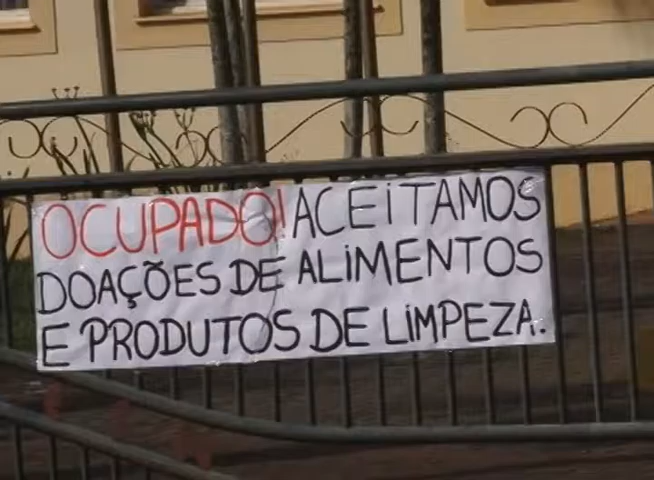 OCUPADO! ACEITAMOS
DOAÇÕES DE ALIMENTOS
E PRODUTOS DE LIMPEZA.